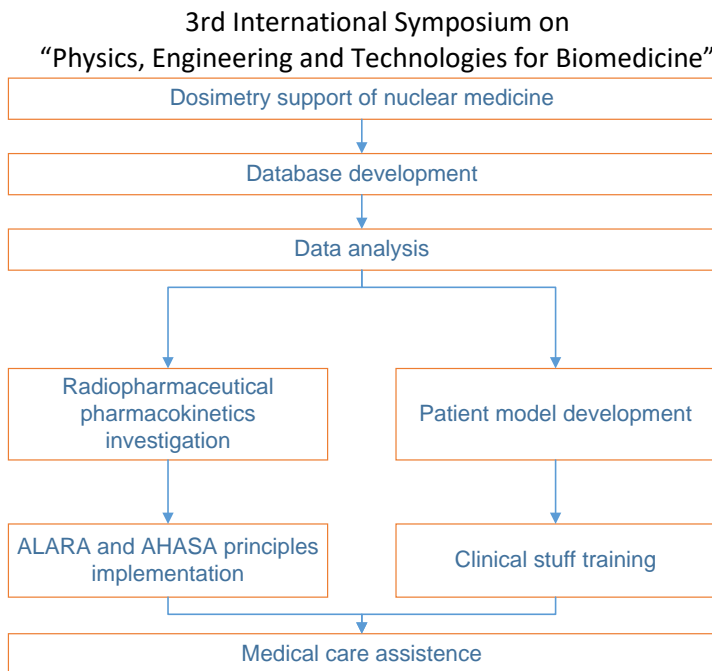 3rd International Symposium on
“Physics, Engineering and Technologies for Biomedicine”
Dosimetry support of nuclear medicine
Database development
Data analysis
Radiopharmaceutical
pharmacokinetics
investigation
Patient model development
ALARA and AHASA principles
implementation
Clinical stuff training
Medical care assistence